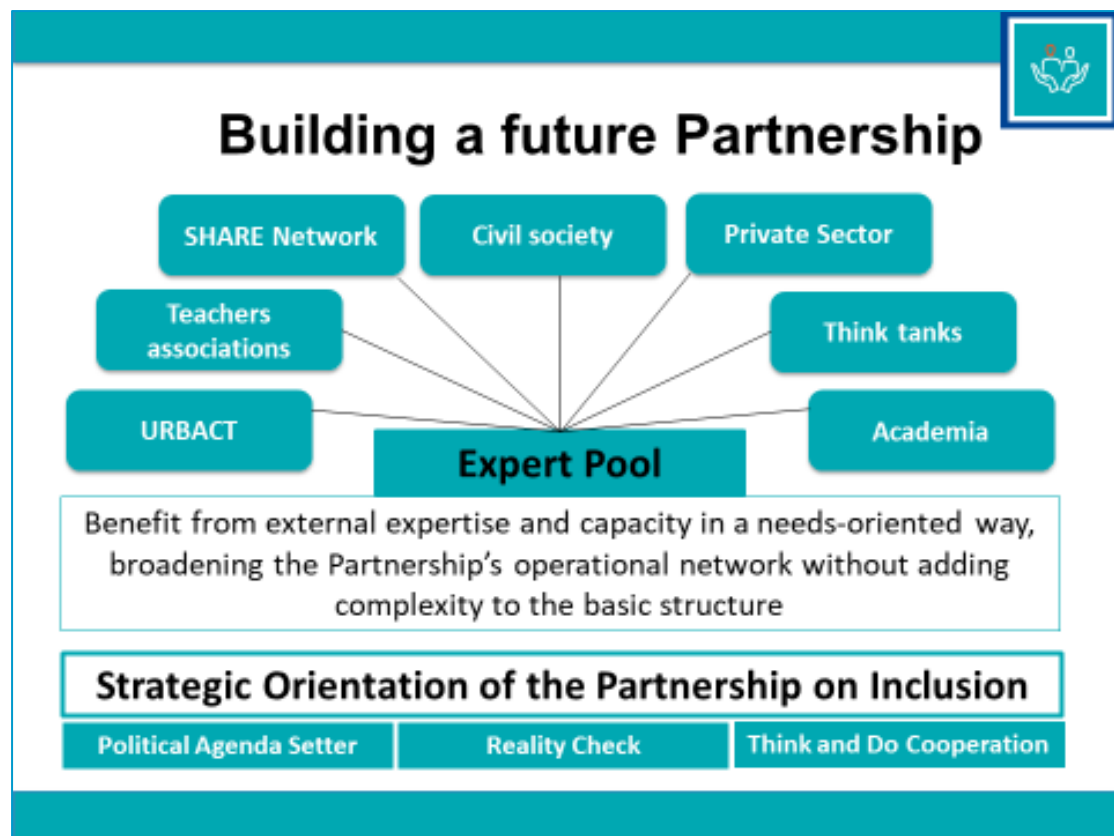 Building a future Partnership
SHARE Network
Civil society
Private Sector
Teachers
associations
Think tanks
URBACT
Academia
Expert Pool
Benefit from external expertise and capacity in a needs-oriented way,
broadening the Partnership's operational network without adding
complexity to the basic structure
Strategic Orientation of the Partnership on Inclusion
Political Agenda Setter
Reality Check
Think and Do Cooperation